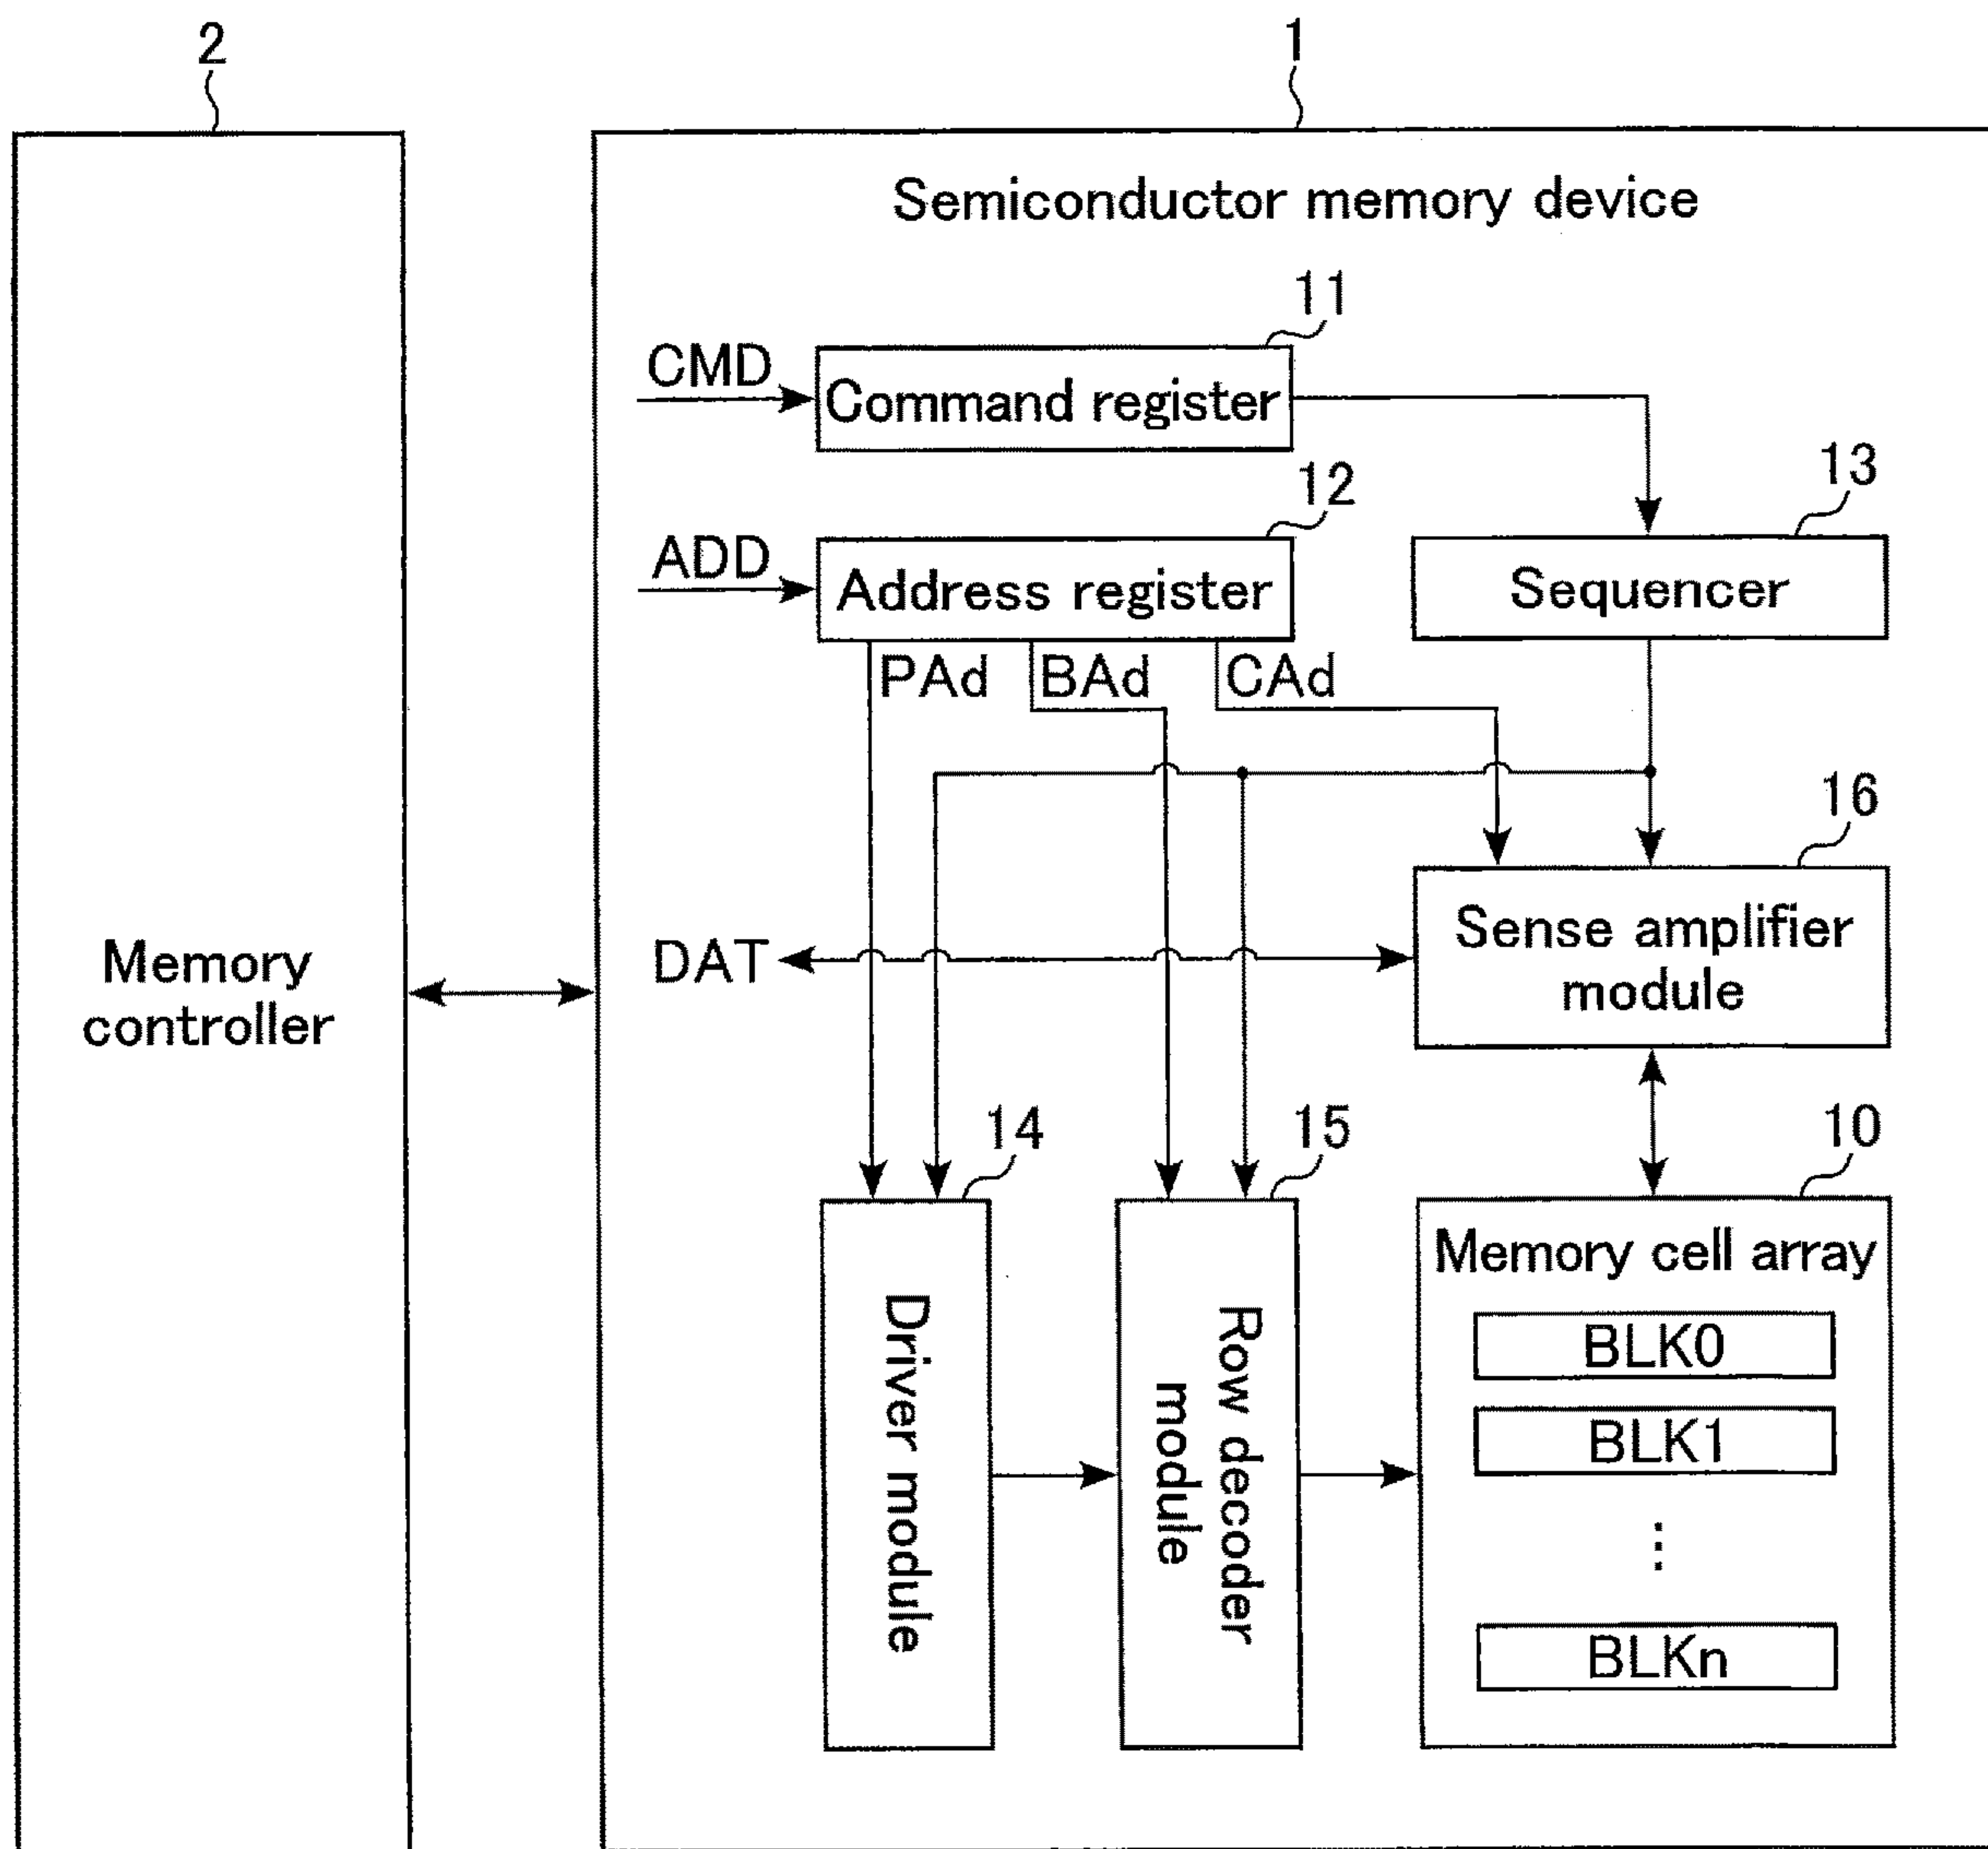 2
1
Semiconductor memory device
11
CMD
Command register
12
13
ADD
Address register
Sequencer
PAd
BAd
CAd
16
DAT
Sense amplifier
module
Memory
controller
14
15
10
Driver module
Row decoder
module
Memory cell array
BLK0
BLK1
⋮
BLKn